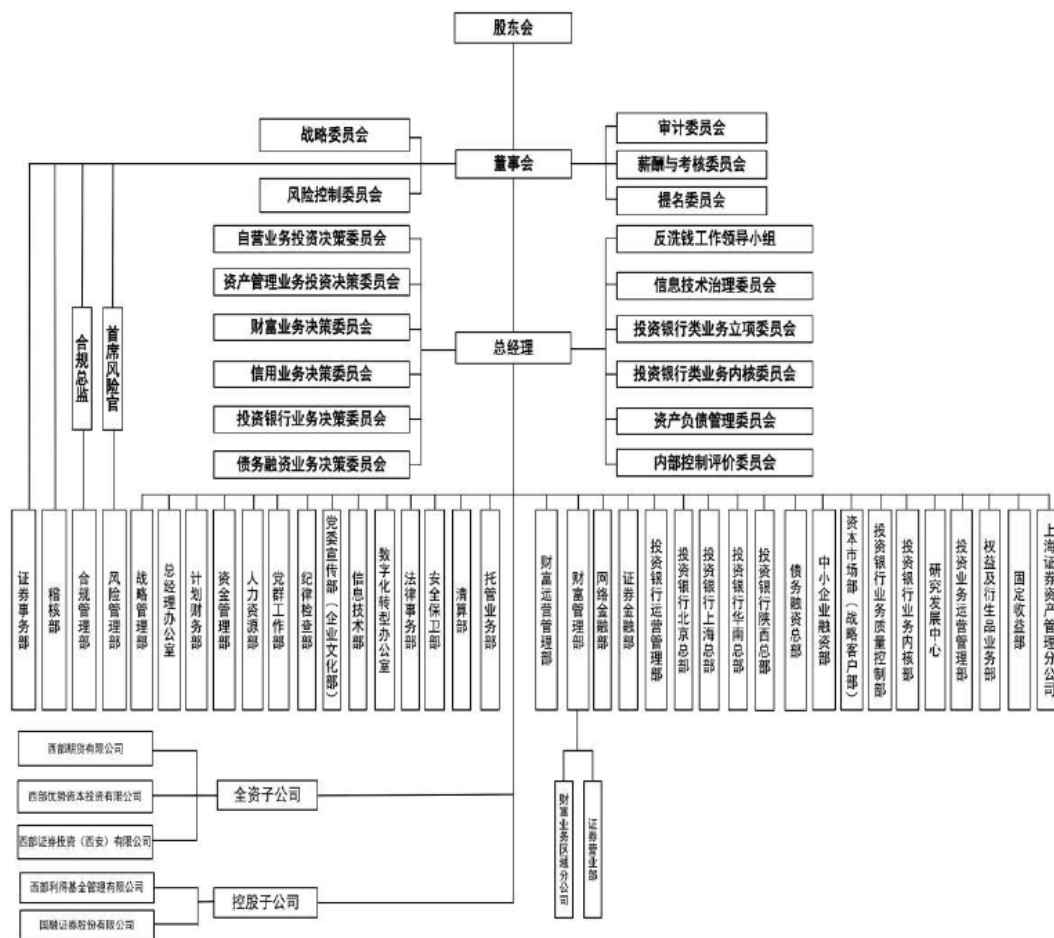 股东会
战略委员会
审计委员会
董事会
薪酬与考核委员会
风险控制委员会
提名委员会
自营业务投资决策委员会
反洗钱工作领导小组
资产管理业务投资决策委员会
信息技术治理委员会
财富业务决策委员会
投资银行类业务立项委员会
总经理
信用业务决策委员会
投资银行类业务内核委员会
投资银行业务决策委员会
资产负债管理委员会
债务融资业务决策委员会
内部控制评价委员会
合规总监
首席风险官
证券事务部
稽核部
合规管理部
风险管理部
战略管理部
总经理办公室
计划财务部
资金管理部
人力资源部
党群工作部
纪律检查部
党委宣传部（企业文化部）
信息技术部
数字化转型办公室
法律事务部
安全保卫部
清算部
托管业务部
财富运营管理部
财富管理部
网络金融部
证券金融部
投资银行运营管理部
投资银行北京总部
投资银行上海总部
投资银行华南总部
投资银行陕西总部
债务融资总部
中小企业融资部
资本市场部（战略客户部）
投资银行业务质量控制部
投资银行业务内核部
研究发展中心
投资业务运营管理部
权益及衍生品业务部
固定收益部
上海证券资产管理分公司
西部期货有限公司
西部优势资本投资有限公司
全资子公司
西部证券投资（西安）有限公司
西部利得基金管理有限公司
控股子公司
国融证券股份有限公司
财富业务区域分公司
证券营业部